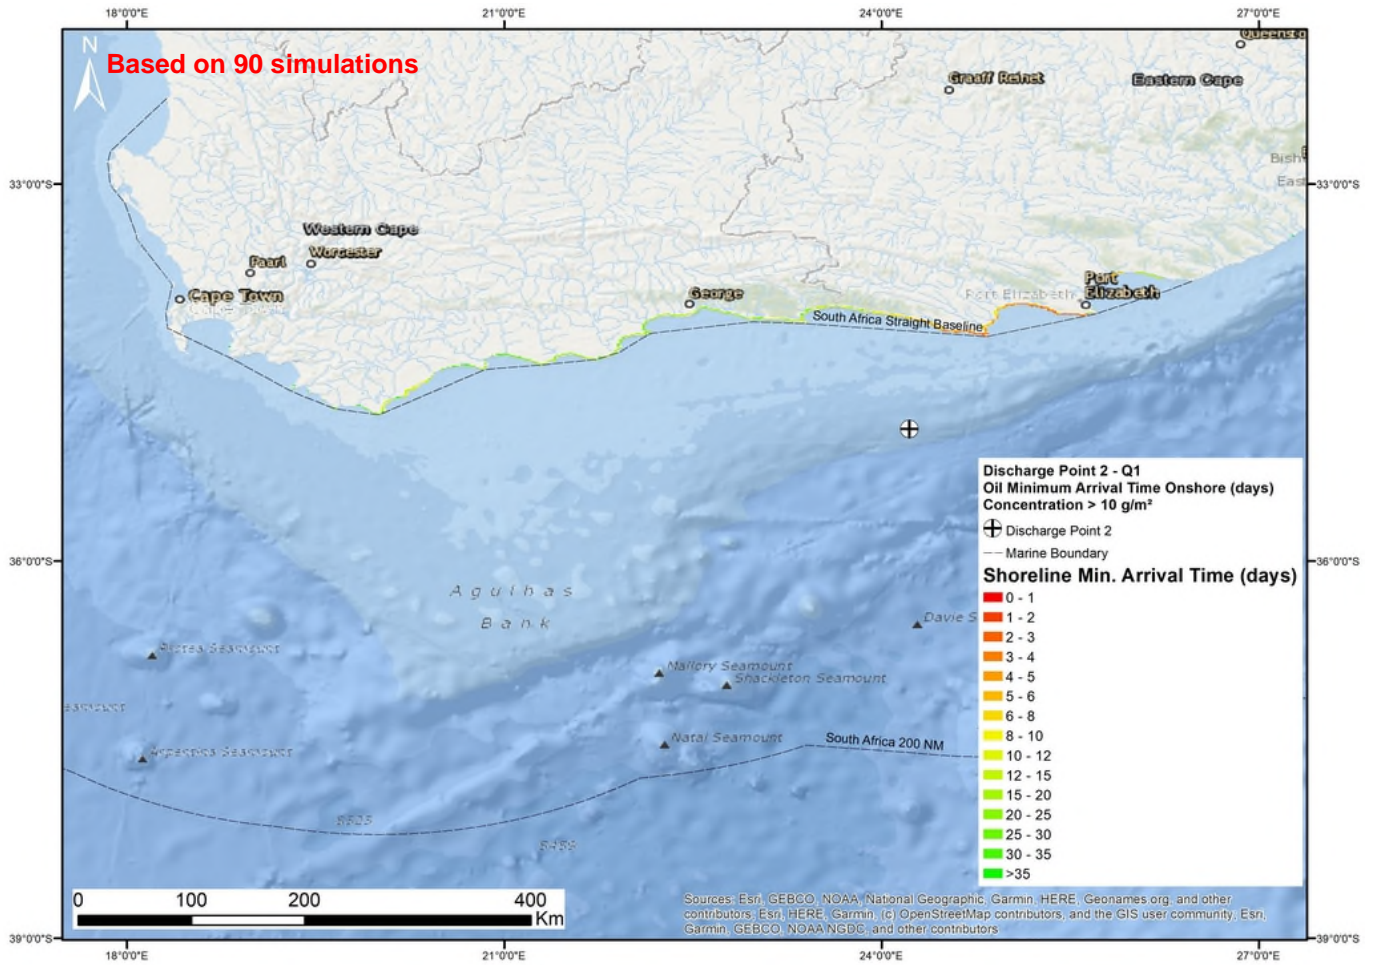 18°0'0"E 21°0'0"E 24°0'0"E 27°0'0"E
N
Based on 90 simulations
Graaff Reinet
Eastern Cape
33°0'0"S
33°0'0"S
Western Cape
Worcester
Paarl
Cape Town
George
Port Elizabeth
Port
Elizabeth
South Africa Straight Baseline
Discharge Point 2 - Q1
Oil Minimum Arrival Time Onshore (days)
Concentration > 10 g/m²
Discharge Point 2
Marine Boundary
Shoreline Min. Arrival Time (days)
0 - 1
1 - 2
2 - 3
3 - 4
4 - 5
5 - 6
6 - 8
8 - 10
10 - 12
12 - 15
15 - 20
20 - 25
25 - 30
30 - 35
>35
36°0'0"S
36°0'0"S
Agulhas
Bank
Davie S
Mallory Seamount
Shackleton Seamount
Natal Seamount
Argentina Seamount
South Africa 200 NM
0 100 200 400
Km
Sources: Esri, GEBCO, NOAA, National Geographic, Garmin, HERE, Geonames.org, and other
contributors, Esri, HERE, Garmin, (c) OpenStreetMap contributors, and the GIS user community, Esri,
Garmin, GEBCO, NOAA NGDC, and other contributors
39°0'0"S
39°0'0"S
18°0'0"E 21°0'0"E 24°0'0"E 27°0'0"E